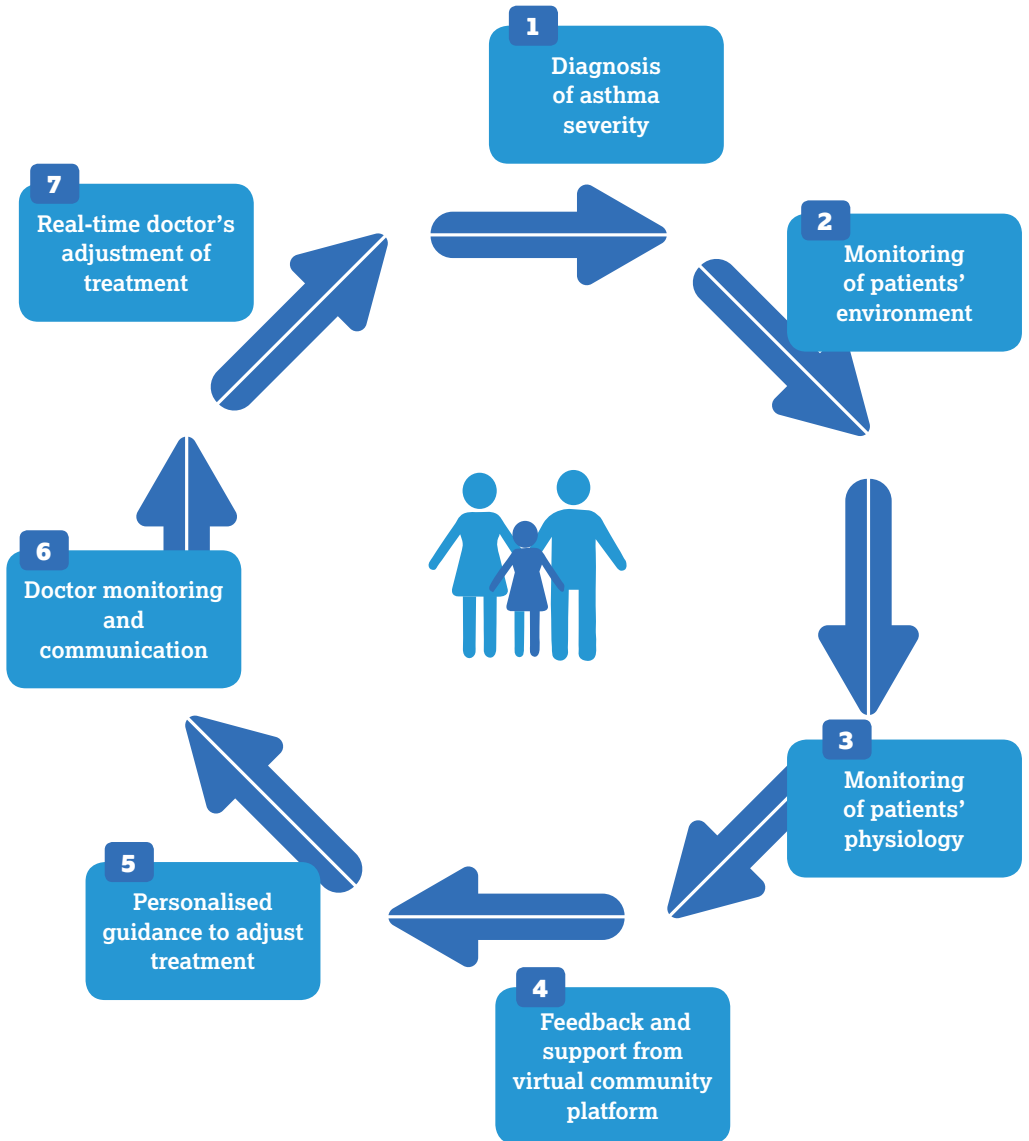 1
Diagnosis
of asthma
severity
2
Monitoring
of patients’
environment
3
Monitoring
of patients’
physiology
4
Feedback and
support from
virtual community
platform
5
Personalised
guidance to adjust
treatment
6
Doctor monitoring
and
communication
7
Real-time doctor’s
adjustment of
treatment